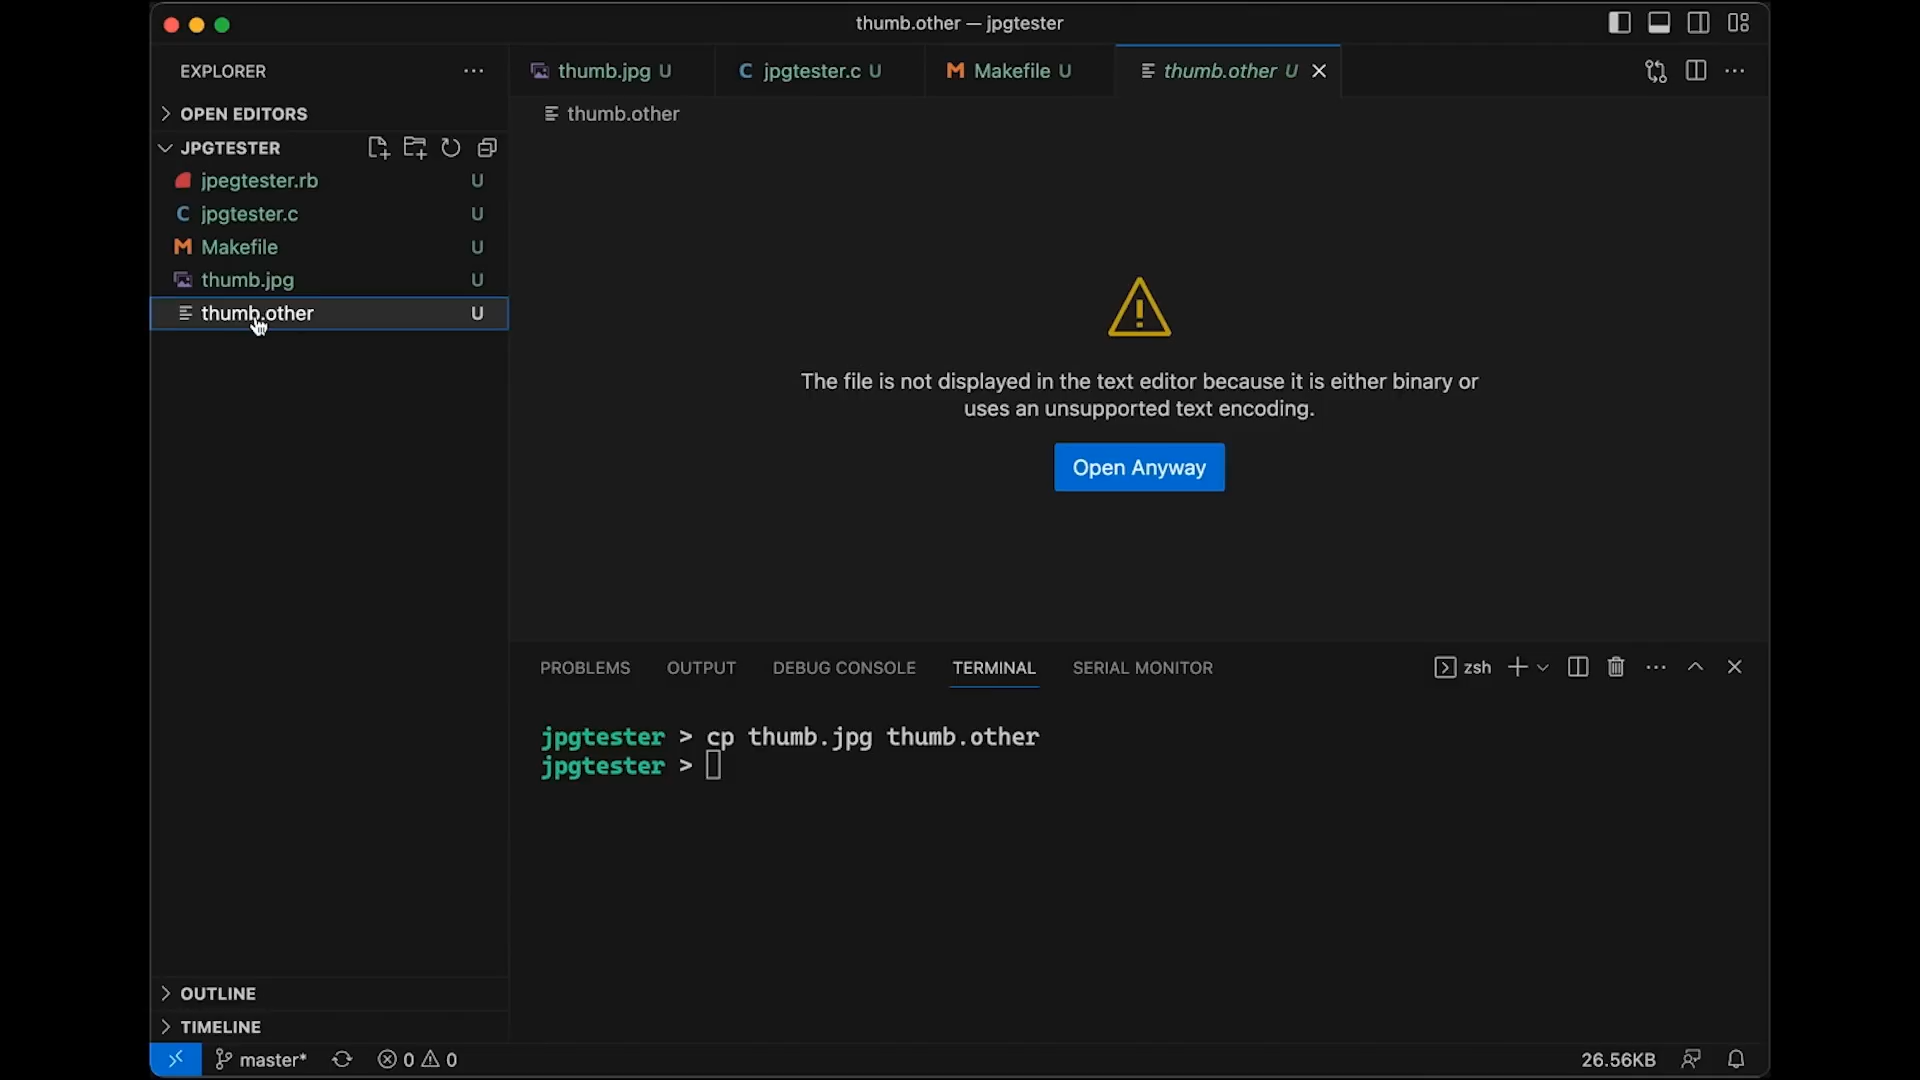 thumb.other — jpgtester
EXPLORER
OPEN EDITORS
JPGTESTER
jpegtester.rb U
jpgtester.c U
Makefile U
thumb.jpg U
thumb.other U
OUTLINE
TIMELINE
thumb.jpg U
C jpgtester.c U
M Makefile U
thumb.other U
thumb.other
The file is not displayed in the text editor because it is either binary or
uses an unsupported text encoding.
Open Anyway
PROBLEMS OUTPUT DEBUG CONSOLE TERMINAL SERIAL MONITOR
zsh
jpgtester > cp thumb.jpg thumb.other
jpgtester >
master* 0 0 26.56KB